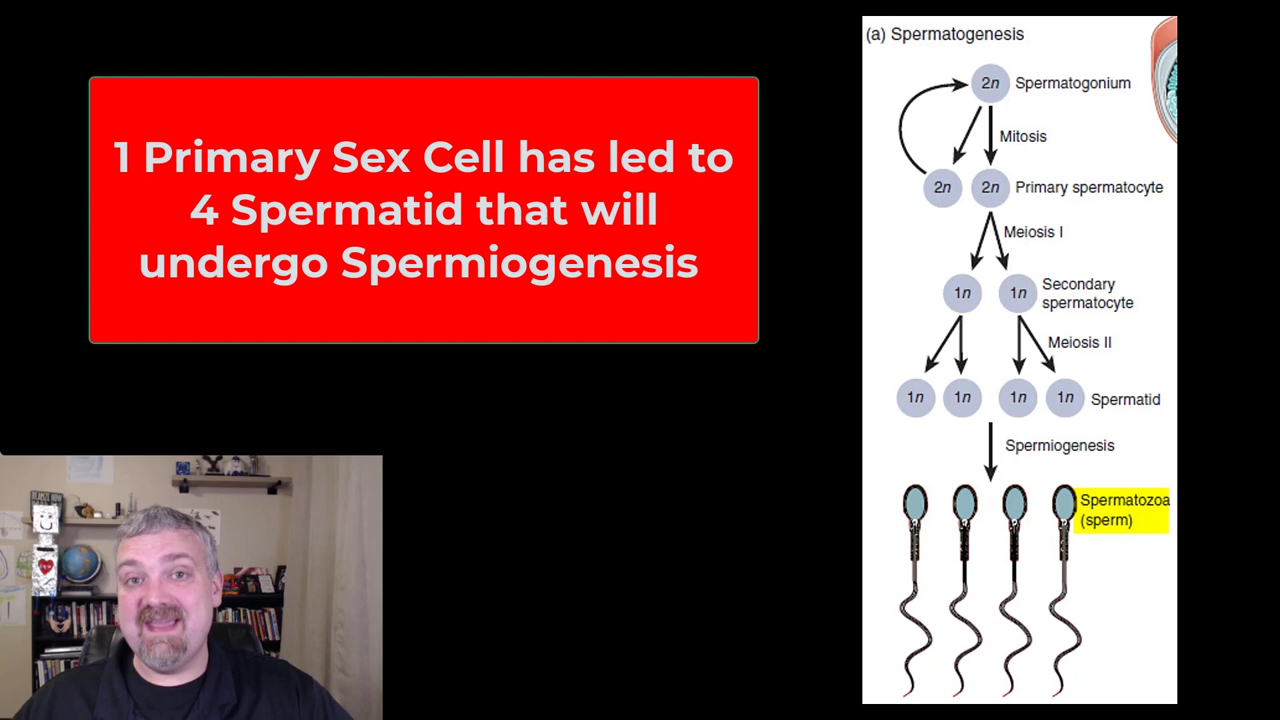 1 Primary Sex Cell has led to
4 Spermatid that will
undergo Spermiogenesis
(a) Spermatogenesis
2n Spermatogonium
Mitosis
2n 2n Primary spermatocyte
Meiosis I
1n 1n Secondary
spermatocyte
Meiosis II
1n 1n 1n 1n Spermatid
Spermiogenesis
Spermatozoa
(sperm)